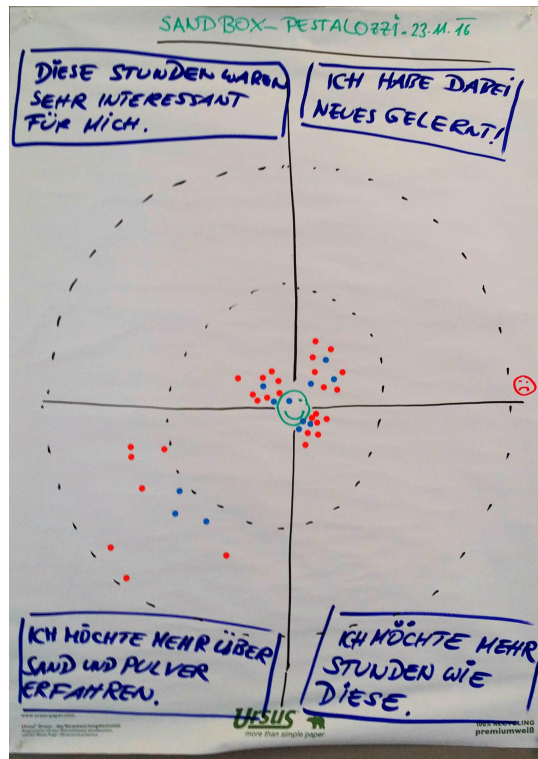 SANDBOX-PESTALOZZI-23.11.16
DIESE STUNDEN WAREN
SEHR INTERESSANT
FÜR MICH.
ICH HABE DABEI
NEUES GELERNT!
ICH MÖCHTE MEHR ÜBER
SAND UND PULVER
ERFAHREN.
ICH MÖCHTE MEHR
STUNDEN WIE
DIESE.
URSUS
more than simple paper
premiumweiß